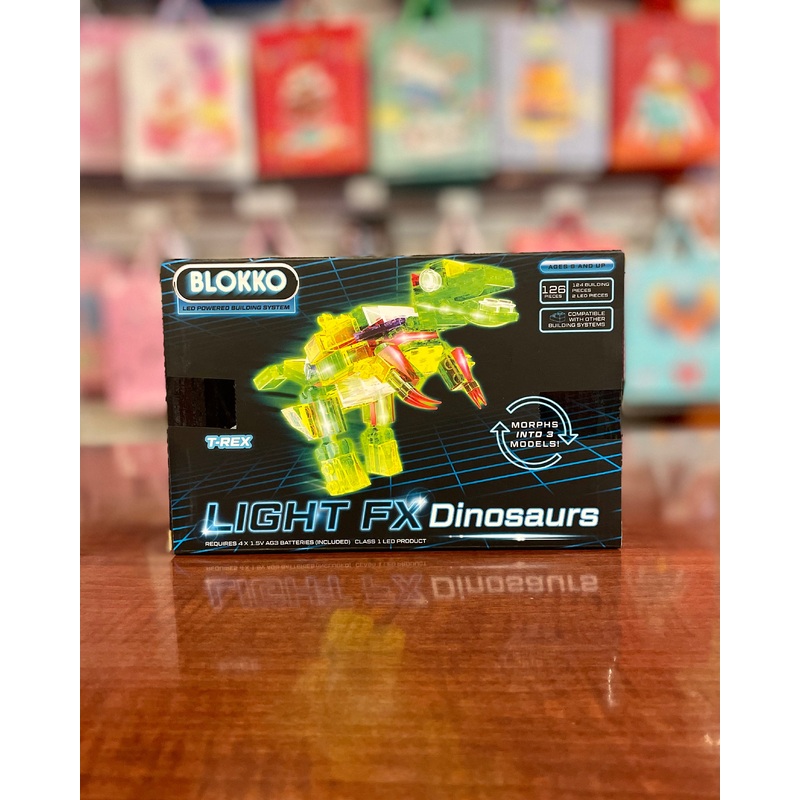 BLOKKO
LED POWERED BUILDING SYSTEM
AGES 6 AND UP
126
PIECES
124 BUILDING
PIECES
2 LED PIECES
COMPATIBLE
WITH OTHER
BUILDING SYSTEMS
MORPHS
INTO 3
MODELS!
T-REX
LIGHT FX Dinosaurs
REQUIRES 4 X 1.5V AG3 BATTERIES (INCLUDED) CLASS 1 LED PRODUCT